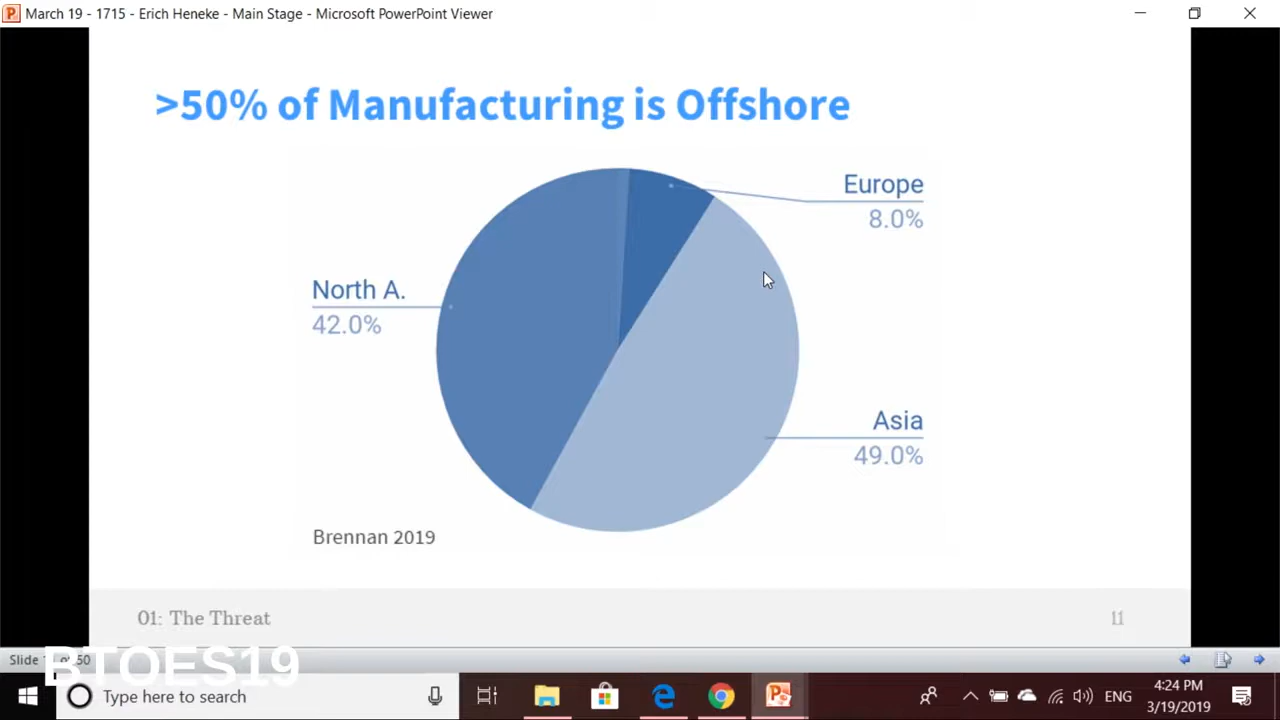 March 19 - 1715 - Erich Heneke - Main Stage - Microsoft PowerPoint Viewer
>50% of Manufacturing is Offshore
Europe
8.0%
North A.
42.0%
Asia
49.0%
Brennan 2019
01: The Threat
11
Slide of 50
BTOES19
Type here to search
ENG
4:24 PM
3/19/2019